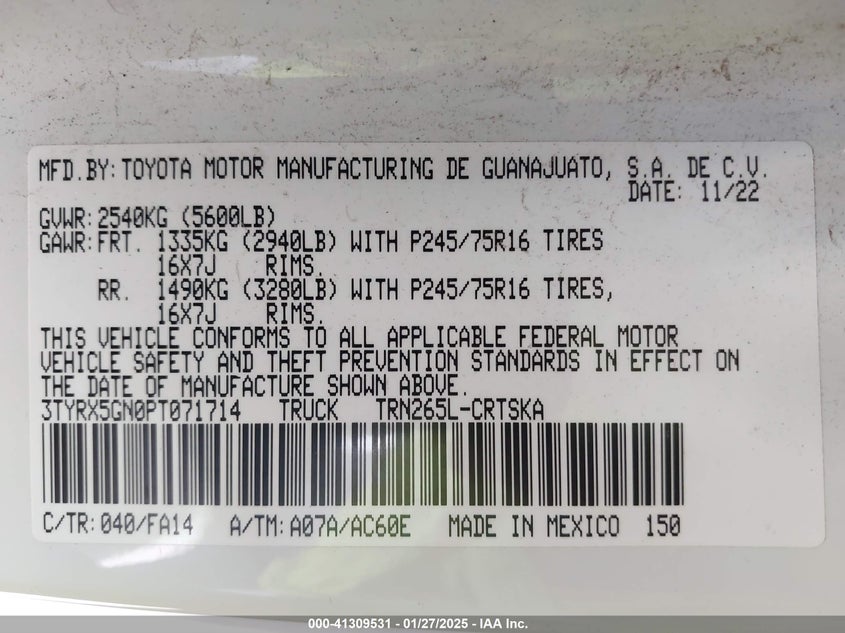 MFD.BY:TOYOTA MOTOR MANUFACTURING DE GUANAJUATO, S.A. DE C.V.
DATE: 11/22
GVWR:2540KG (5600LB)
GAWR:FRT. 1335KG (2940LB) WITH P245/75R16 TIRES
16X7J RIMS.
RR. 1490KG (3280LB) WITH P245/75R16 TIRES,
16X7J RIMS.
THIS VEHICLE CONFORMS TO ALL APPLICABLE FEDERAL MOTOR
VEHICLE SAFETY AND THEFT PREVENTION STANDARDS IN EFFECT ON
THE DATE OF MANUFACTURE SHOWN ABOVE.
3TYRX5GN0PT071714 TRUCK TRN265L-CRTSKA
C/TR:040/FA14 A/TM:A07A/AC60E MADE IN MEXICO 150
000-41309531 - 01/27/2025 - IAA Inc.